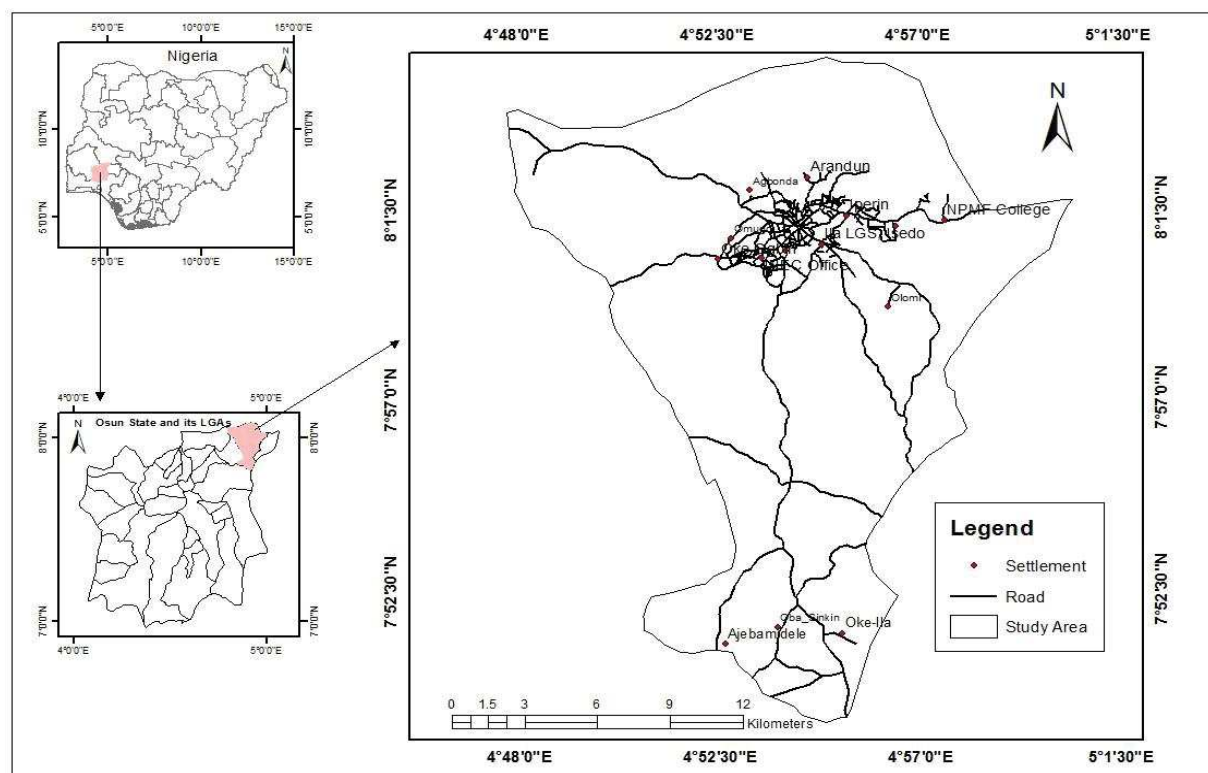 5°0'0"E 10°0'0"E 15°0'0"E
Nigeria
N
10°0'0"N
10°0'0"N
5°0'0"N
5°0'0"N
5°0'0"E 10°0'0"E 15°0'0"E
4°0'0"E 5°0'0"E
Osun State and its LGAs
N
8°0'0"N
8°0'0"N
7°0'0"N
7°0'0"N
4°0'0"E 5°0'0"E
4°48'0"E 4°52'30"E 4°57'0"E 5°1'30"E
N
8°1'30"N
8°1'30"N
Arandun
Agbonda
Iperin
NPMF College
Ila LGS
Office
Olomi
7°57'0"N
7°57'0"N
7°52'30"N
7°52'30"N
Oke-Ila
Ajebamidele
Legend
Settlement
Road
Study Area
0 1.5 3 6 9 12
Kilometers
4°48'0"E 4°52'30"E 4°57'0"E 5°1'30"E